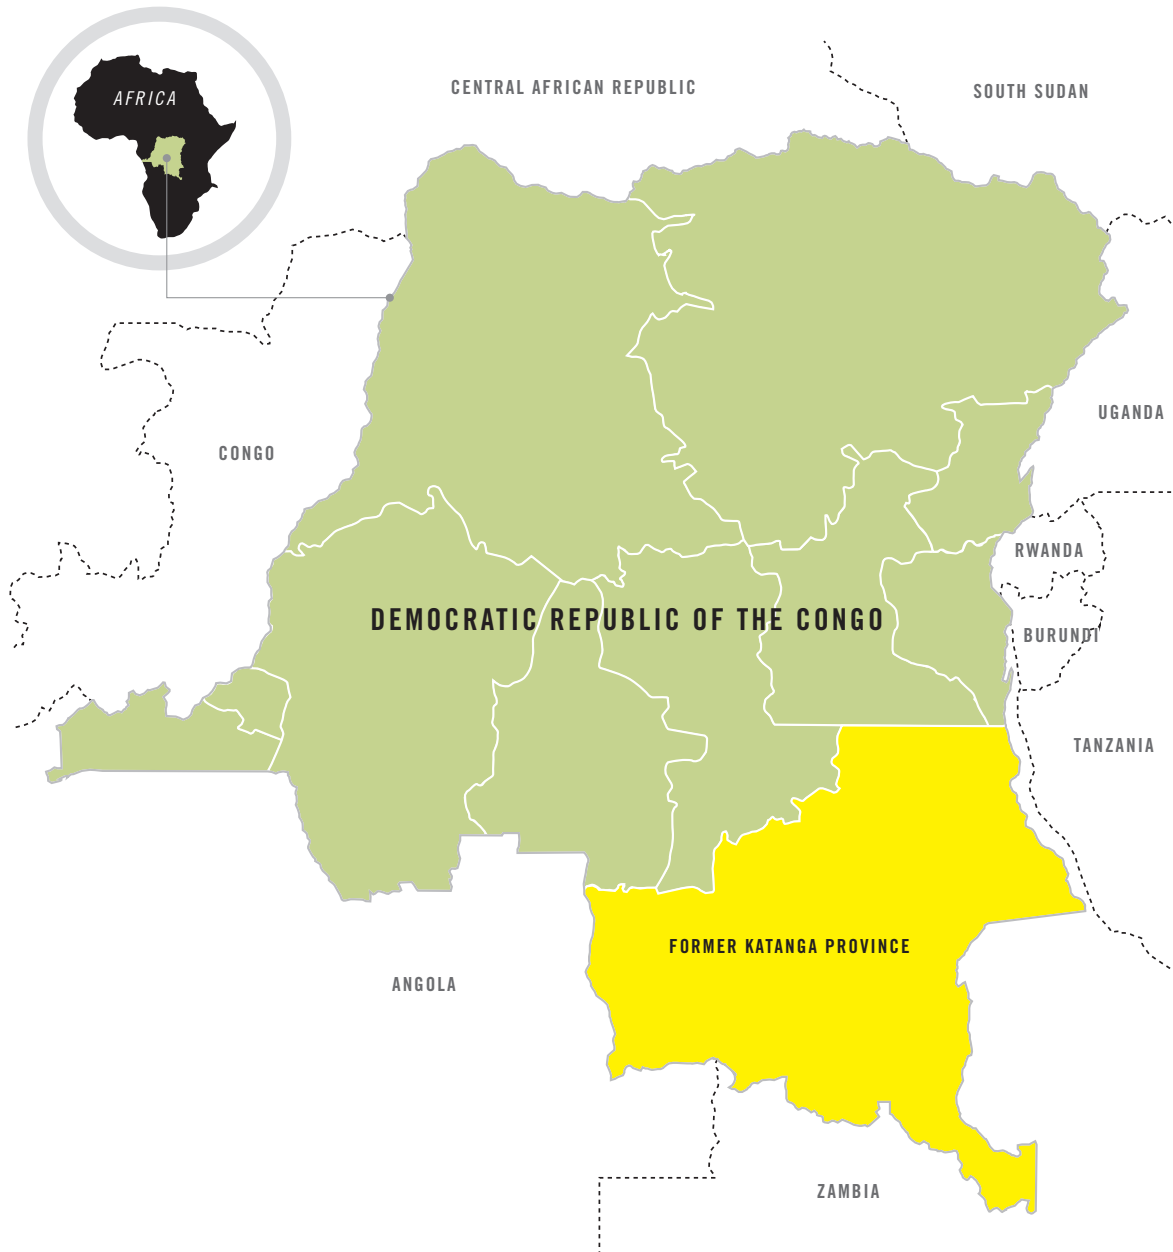 CENTRAL AFRICAN REPUBLIC
SOUTH SUDAN
AFRICA
UGANDA
CONGO
RWANDA
DEMOCRATIC REPUBLIC OF THE CONGO
BURUNDI
TANZANIA
FORMER KATANGA PROVINCE
ANGOLA
ZAMBIA